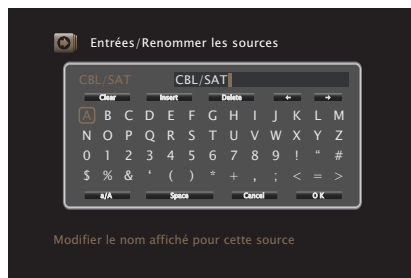 Entrées/Renommer les sources
CBL/SAT CBL/SAT
Clear Insert Delete ← →
A B C D E F G H I J K L M
N O P Q R S T U V W X Y Z
0 1 2 3 4 5 6 7 8 9 ! “ #
$ % & ‘ ( ) * + , ; < = >
a/A Space Cancel OK
Modifier le nom affiché pour cette source